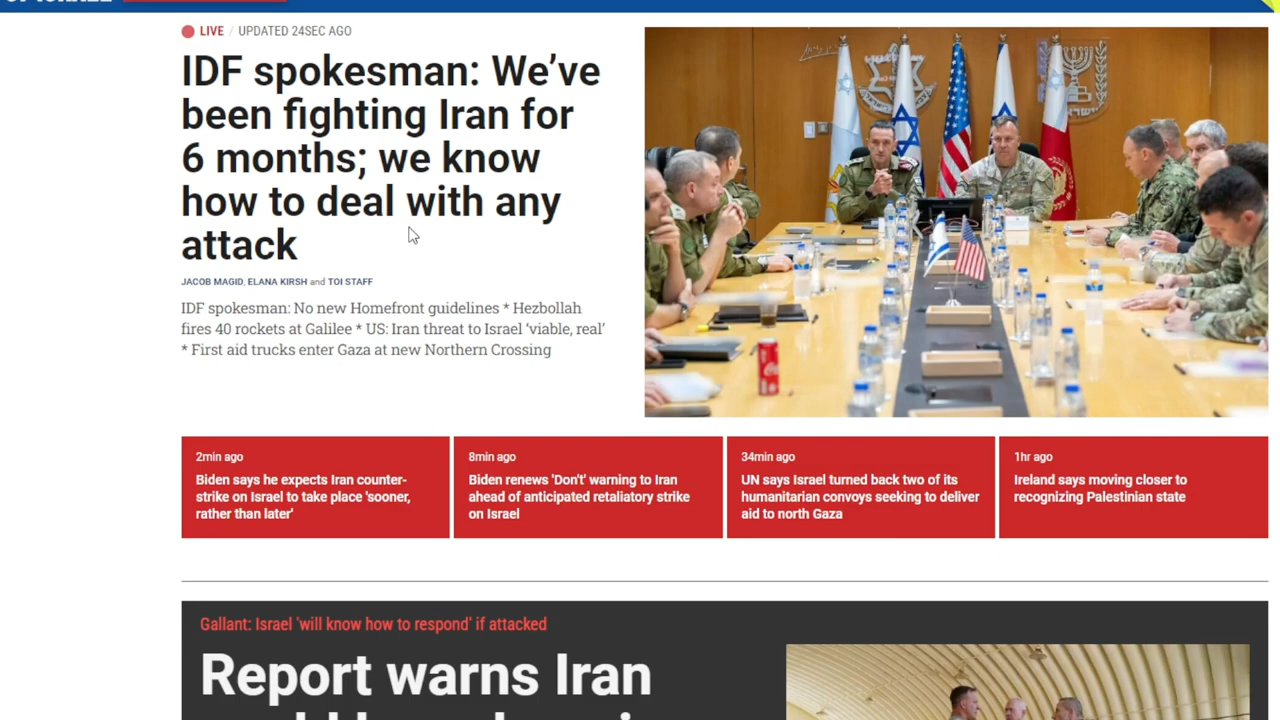 OF ISRAEL
LIVE / UPDATED 24SEC AGO
IDF spokesman: We’ve
been fighting Iran for
6 months; we know
how to deal with any
attack
JACOB MAGID, ELANA KIRSH and TOI STAFF
IDF spokesman: No new Homefront guidelines * Hezbollah
fires 40 rockets at Galilee * US: Iran threat to Israel ‘viable, real’
* First aid trucks enter Gaza at new Northern Crossing
2min ago
Biden says he expects Iran counter-
strike on Israel to take place 'sooner,
rather than later'
8min ago
Biden renews 'Don't' warning to Iran
ahead of anticipated retaliatory strike
on Israel
34min ago
UN says Israel turned back two of its
humanitarian convoys seeking to deliver
aid to north Gaza
1hr ago
Ireland says moving closer to
recognizing Palestinian state
Gallant: Israel 'will know how to respond' if attacked
Report warns Iran